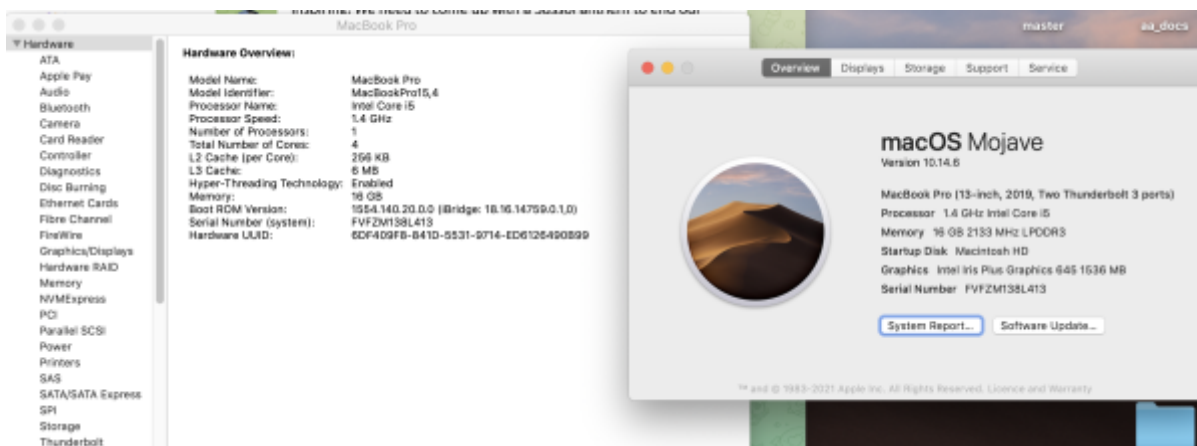 MacBook Pro
Hardware
ATA
Apple Pay
Audio
Bluetooth
Camera
Card Reader
Controller
Diagnostics
Disc Burning
Ethernet Cards
Fibre Channel
FireWire
Graphics/Displays
Hardware RAID
Memory
NVMExpress
PCI
Parallel SCSI
Power
Printers
SAS
SATA/SATA Express
SPI
Storage
Thunderbolt
Hardware Overview:
Model Name: MacBook Pro
Model Identifier: MacBookPro15,4
Processor Name: Intel Core i5
Processor Speed: 1.4 GHz
Number of Processors: 1
Total Number of Cores: 4
L2 Cache (per Core): 256 KB
L3 Cache: 6 MB
Hyper-Threading Technology: Enabled
Memory: 16 GB
Boot ROM Version: 1554.140.20.0.0 (iBridge: 18.16.14759.0.1,0)
Serial Number (system): FVFZM138L413
Hardware UUID: 6DF409F8-841D-5531-9714-ED6126490899
master aa_docs
Overview Displays Storage Support Service
macOS Mojave
Version 10.14.6
MacBook Pro (13-inch, 2019, Two Thunderbolt 3 ports)
Processor 1.4 GHz Intel Core i5
Memory 16 GB 2133 MHz LPDDR3
Startup Disk Macintosh HD
Graphics Intel Iris Plus Graphics 645 1536 MB
Serial Number FVFZM138L413
System Report... Software Update...
™ and © 1983-2021 Apple Inc. All Rights Reserved. Licence and Warranty